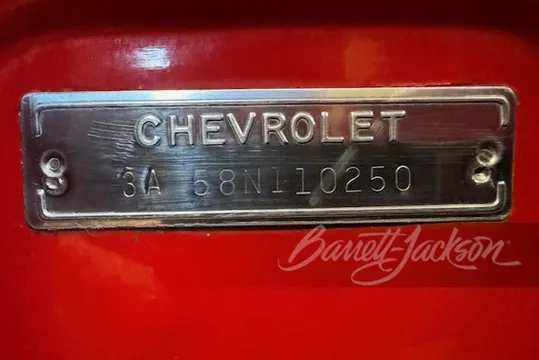 CHEVROLET
3A 58N110250
Barrett-Jackson